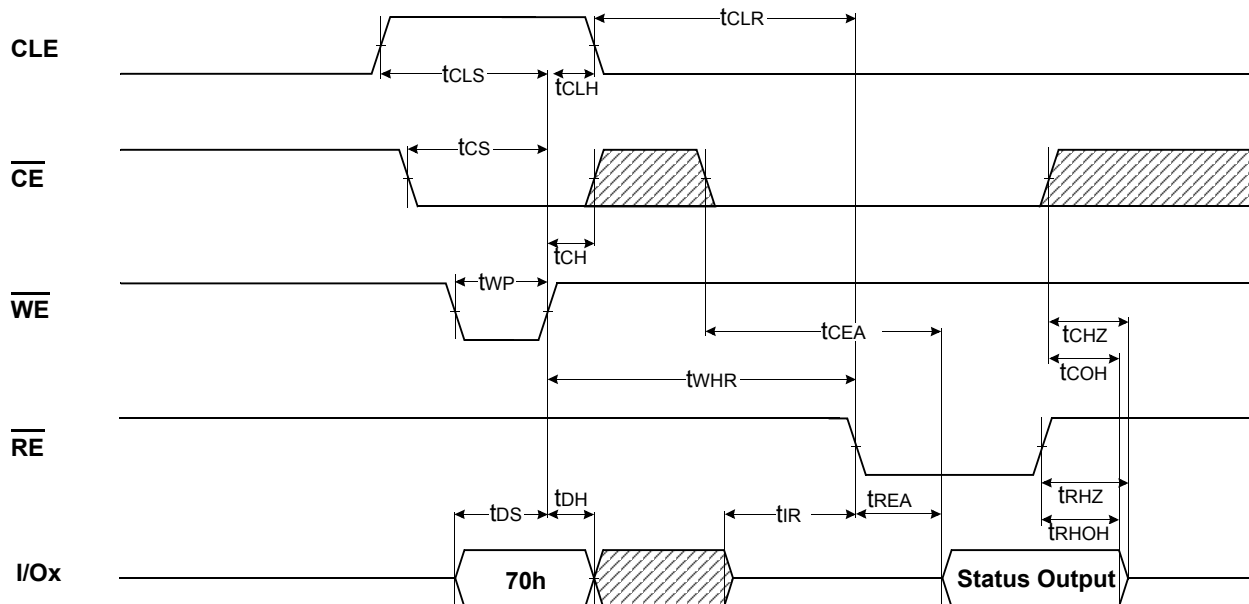 tCLR
CLE
tCLS
tCLH
CE
tCS
tCH
WE
tWP
tCEA
tCHZ
tCOH
tWHR
RE
tDH
tRHZ
tDS
tIR
tREA
tRHOH
I/Ox
70h
Status Output